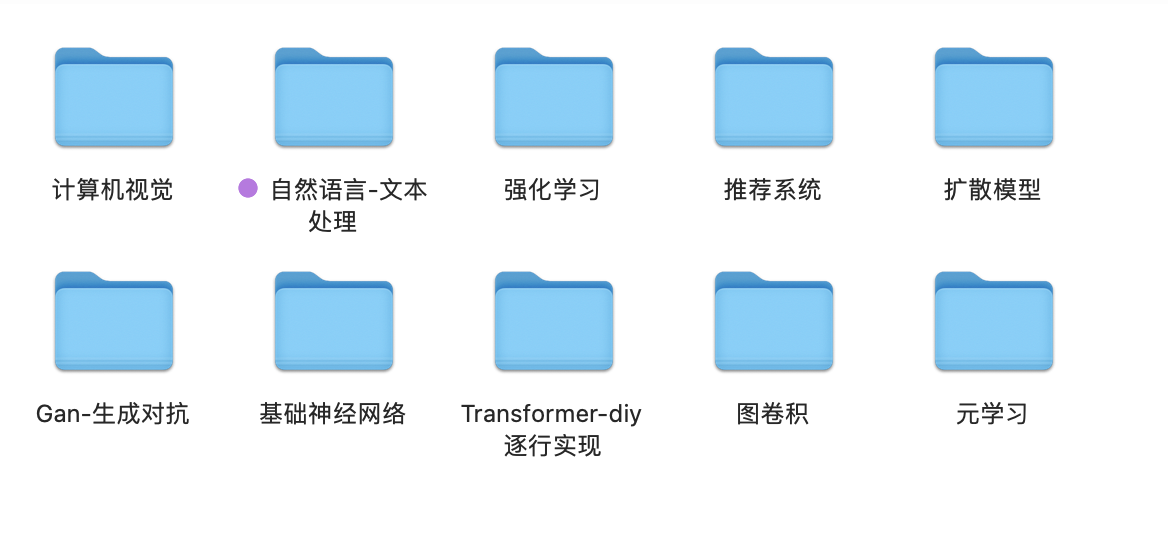 计算机视觉
自然语言-文本
处理
强化学习
推荐系统
扩散模型
Gan-生成对抗
基础神经网络
Transformer-diy
逐行实现
图卷积
元学习